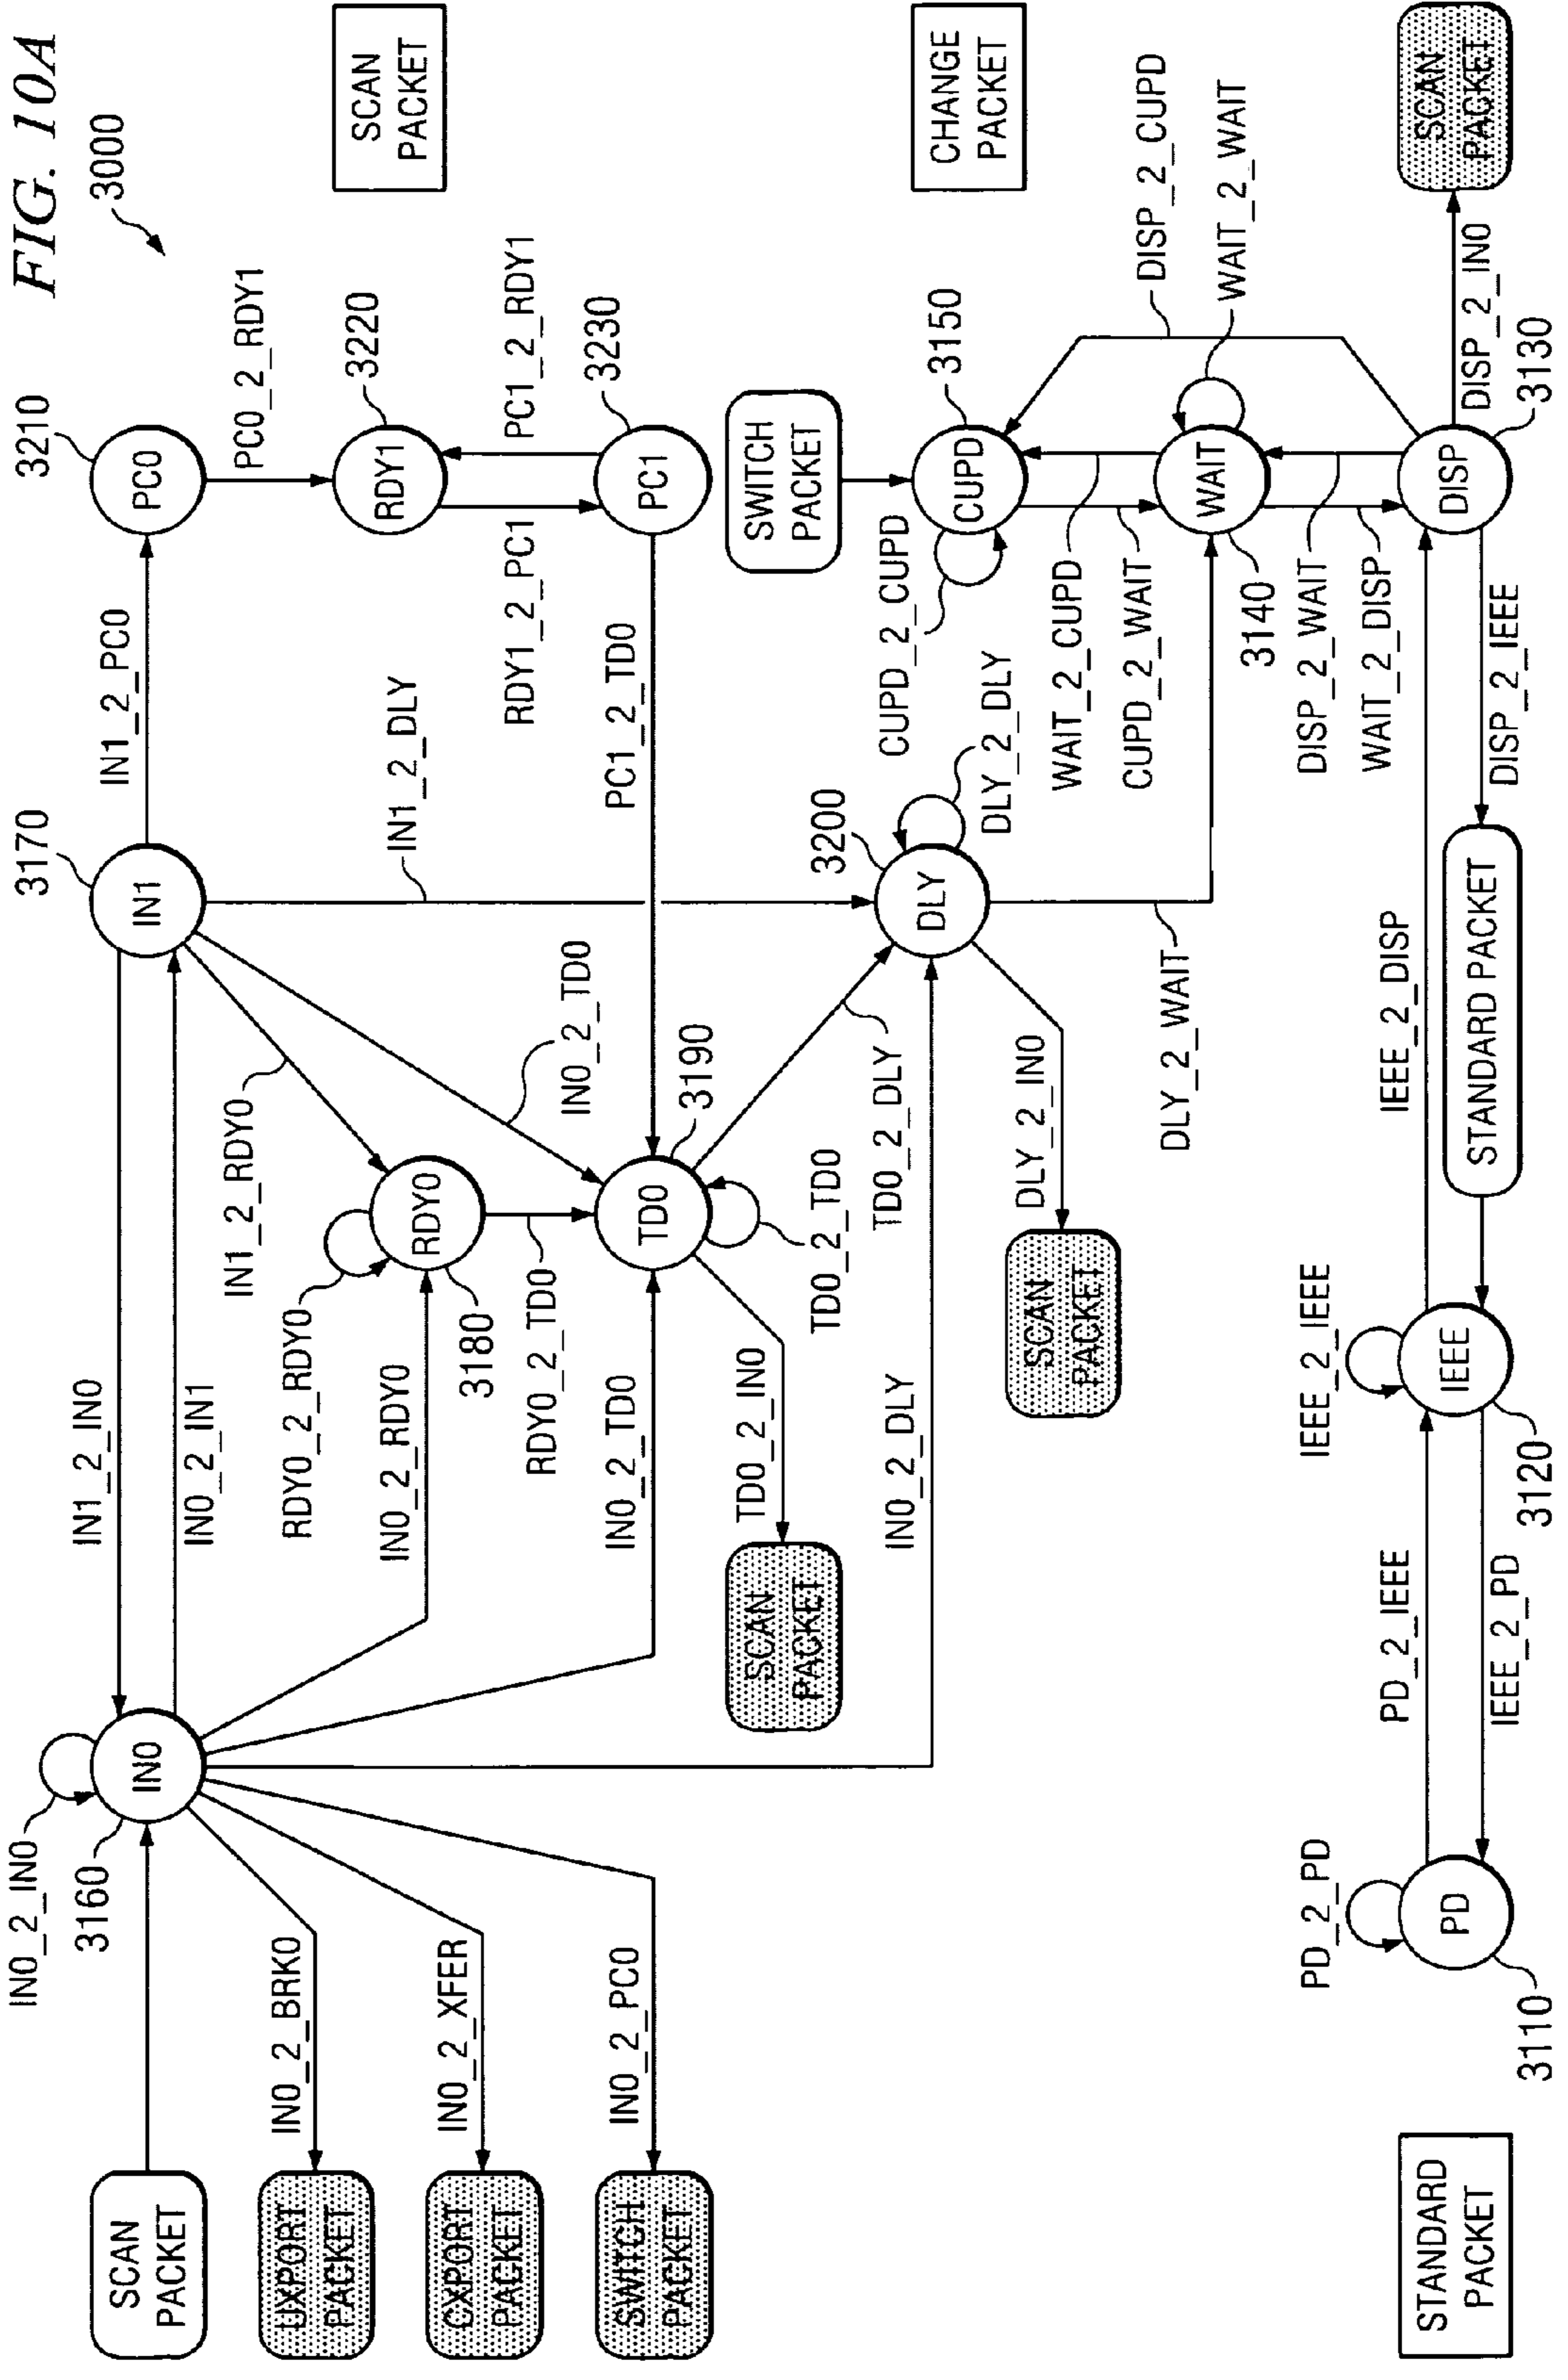 FIG. 10A
3000
IN0_2_IN0
3160
3170
3210
SCAN
PACKET
IN0
IN1_2_IN0
IN0_2_IN1
IN1
IN1_2_PC0
PC0
PC0_2_RDY1
UXPORT
PACKET
IN0_2_BRK0
RDY0_2_RDY0
IN1_2_RDY0
IN1_2_DLY
RDY1
3220
SCAN
PACKET
CXPORT
PACKET
IN0_2_XFER
IN0_2_RDY0
RDY0
3180
RDY0_2_TD0
IN0_2_TD0
RDY1_2_PC1
PC1_2_RDY1
SWITCH
PACKET
IN0_2_PC0
IN0_2_TD0
TD0
3190
PC1_2_TD0
PC1
3230
SCAN
PACKET
TD0_2_IN0
TD0_2_TD0
TD0_2_DLY
SWITCH
PACKET
IN0_2_DLY
3200
DLY
DLY_2_DLY
CUPD_2_CUPD
CUPD
3150
CHANGE
PACKET
SCAN
PACKET
DLY_2_IN0
WAIT_2_CUPD
CUPD_2_WAIT
DISP_2_CUPD
DLY_2_WAIT
WAIT
3140
WAIT_2_WAIT
DISP_2_WAIT
WAIT_2_DISP
PD_2_PD
PD_2_IEEE
IEEE_2_IEEE
IEEE_2_DISP
STANDARD
PACKET
PD
3110
IEEE
3120
IEEE_2_PD
STANDARD PACKET
DISP_2_IEEE
DISP
3130
DISP_2_IN0
SCAN
PACKET